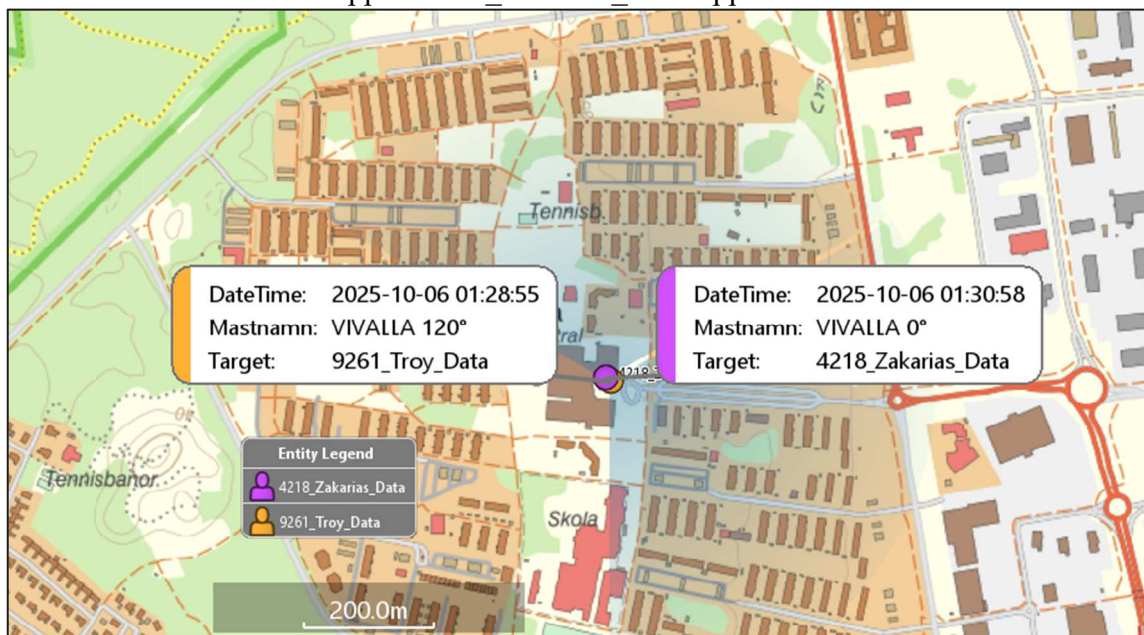 Tennisb.
DateTime: 2025-10-06 01:28:55
Mastnamn: VIVALLA 120°
Target: 9261_Troy_Data
DateTime: 2025-10-06 01:30:58
Mastnamn: VIVALLA 0°
Target: 4218_Zakarias_Data
Entity Legend
4218_Zakarias_Data
9261_Troy_Data
Tennisbanor
Skola
200.0m